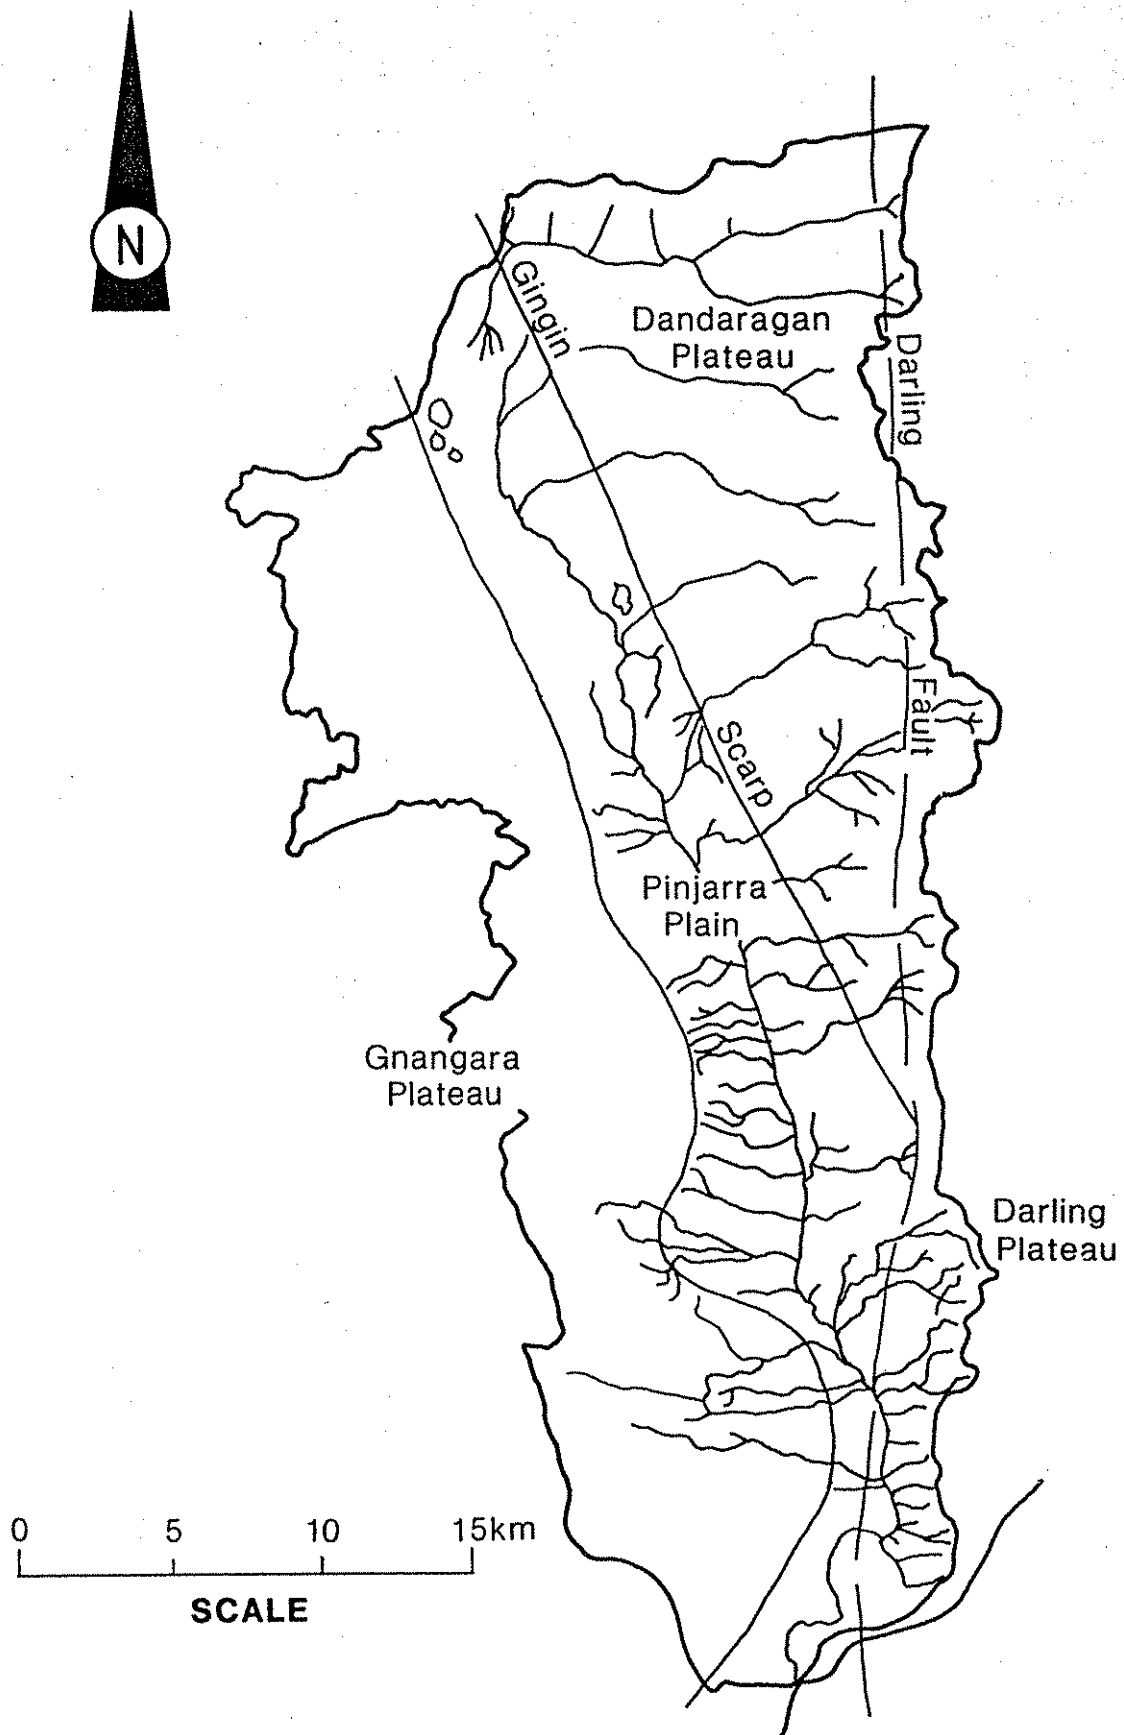 N
Gingin
Dandaragan
Plateau
Darling
Fault
Scarp
Pinjarra
Plain
Gnangara
Plateau
Darling
Plateau
0 5 10 15km
SCALE